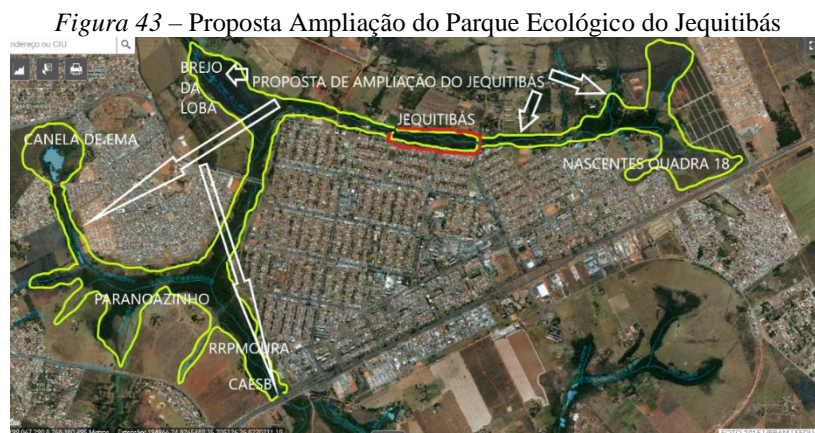 Figura 43 – Proposta Ampliação do Parque Ecológico do Jequitibás
ndereço ou CIU
BREJO
DA
LOBA
PROPOSTA DE AMPLIAÇÃO DO JEQUITIBÁS
JEQUITIBÁS
CANELA DE EMA
NASCENTES QUADRA 18
PARANOAZINHO
RRPMOURA
CAESB